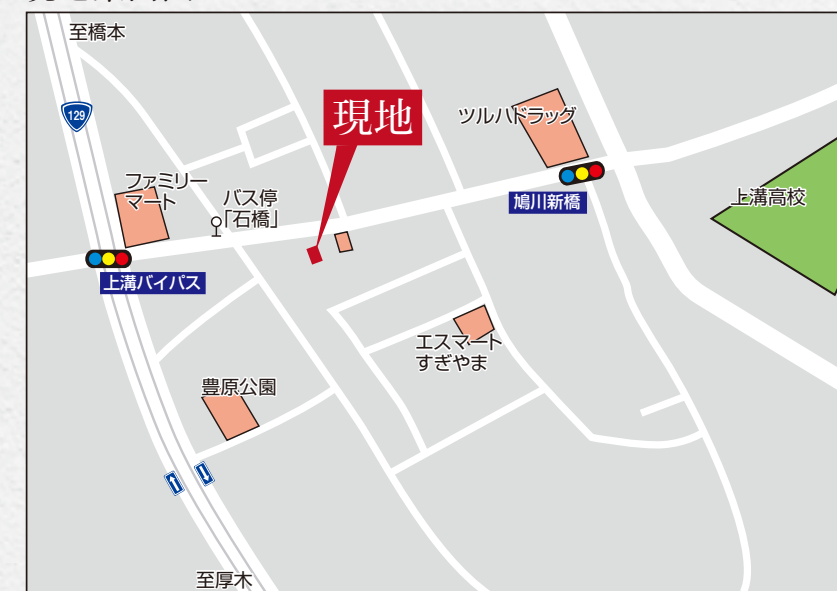 至橋本
129
現地
ツルハドラッグ
ファミリー
マート
バス停
「石橋」
鳩川新橋
上溝高校
上溝バイパス
エスマート
すぎやま
豊原公園
至厚木